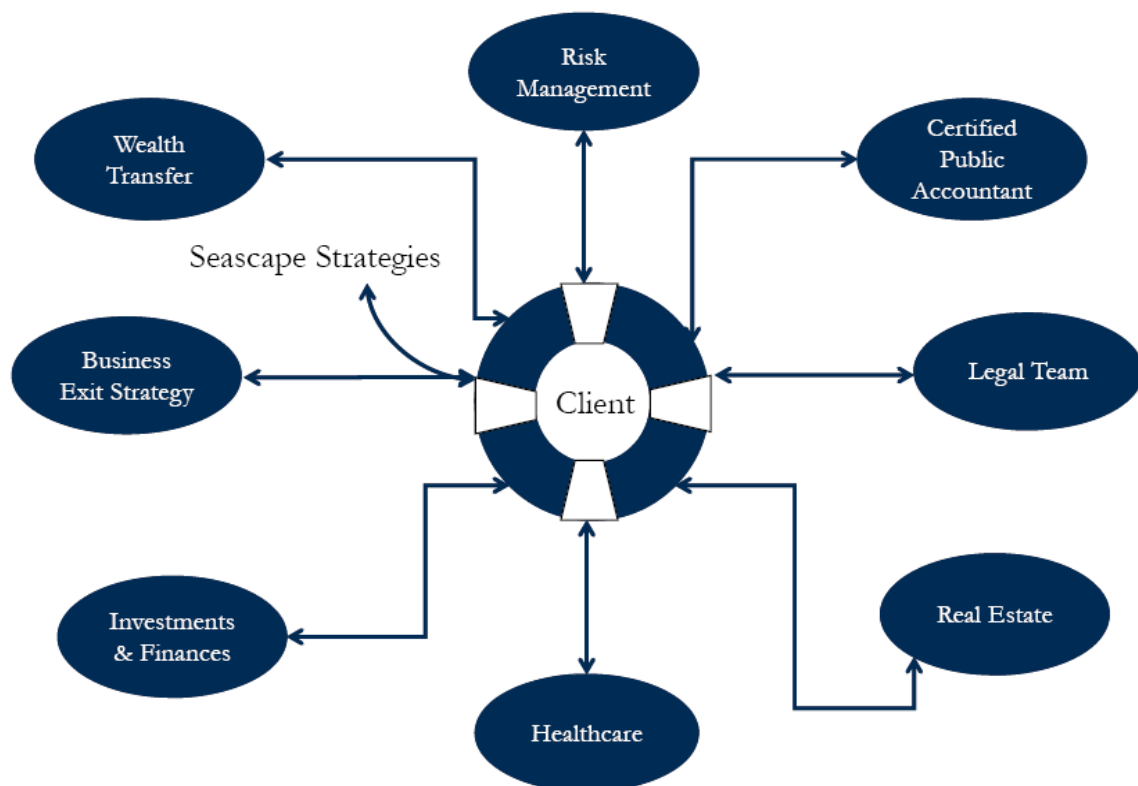 Risk
Management
Wealth
Transfer
Certified
Public
Accountant
Seascape Strategies
Business
Exit Strategy
Client
Legal Team
Investments
& Finances
Real Estate
Healthcare